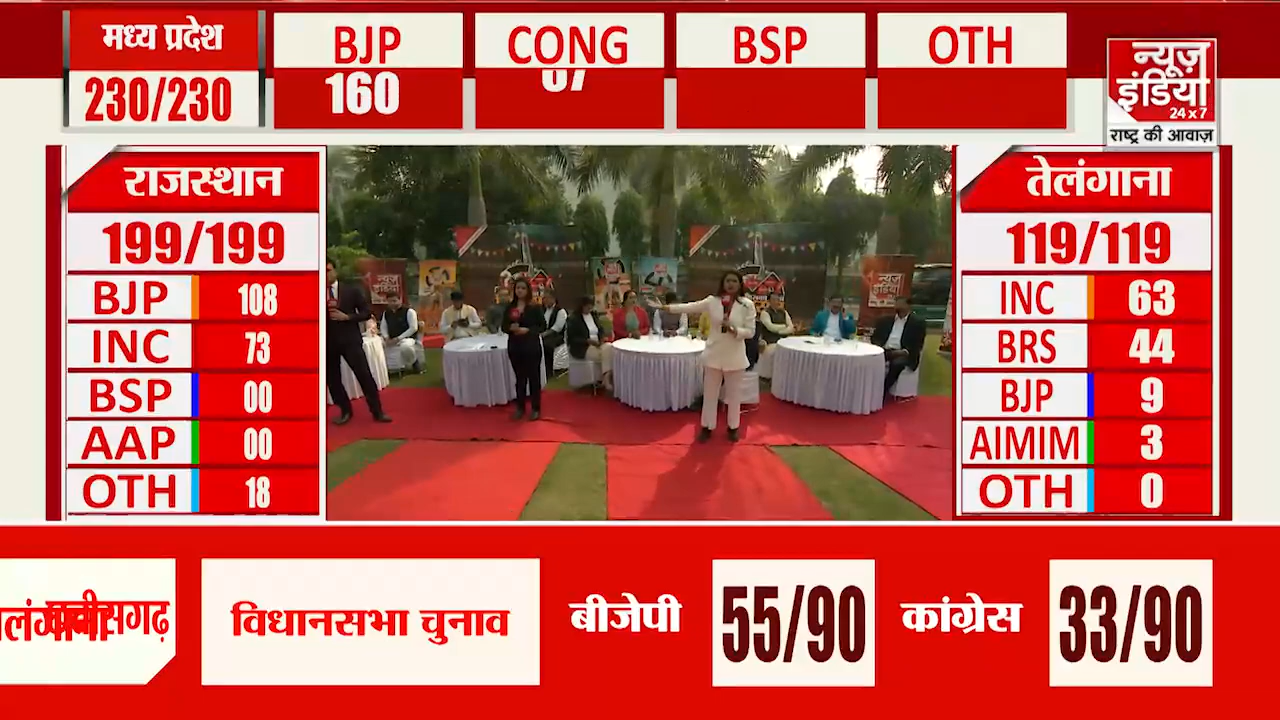 मध्य प्रदेश
230/230
BJP
160
CONG
BSP
OTH
न्यूज़
इंडिया
24x7
राष्ट्र की आवाज़
राजस्थान
199/199
BJP 108
INC 73
BSP 00
AAP 00
OTH 18
न्यूज़
इंडिया
तेलंगाना
119/119
INC 63
BRS 44
BJP 9
AIMIM 3
OTH 0
विधानसभा चुनाव
बीजेपी
55/90
कांग्रेस
33/90